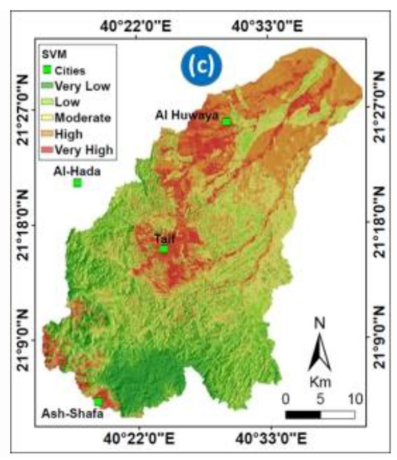 40°22'0"E 40°33'0"E
SVM
Cities
Very Low
Low
Moderate
High
Very High
(c)
21°27'0"N 21°27'0"N
Al Huwaya
Al-Hada
21°18'0"N 21°18'0"N
Taif
21°9'0"N 21°9'0"N
N
Km
0 5 10
Ash-Shafa
40°22'0"E 40°33'0"E